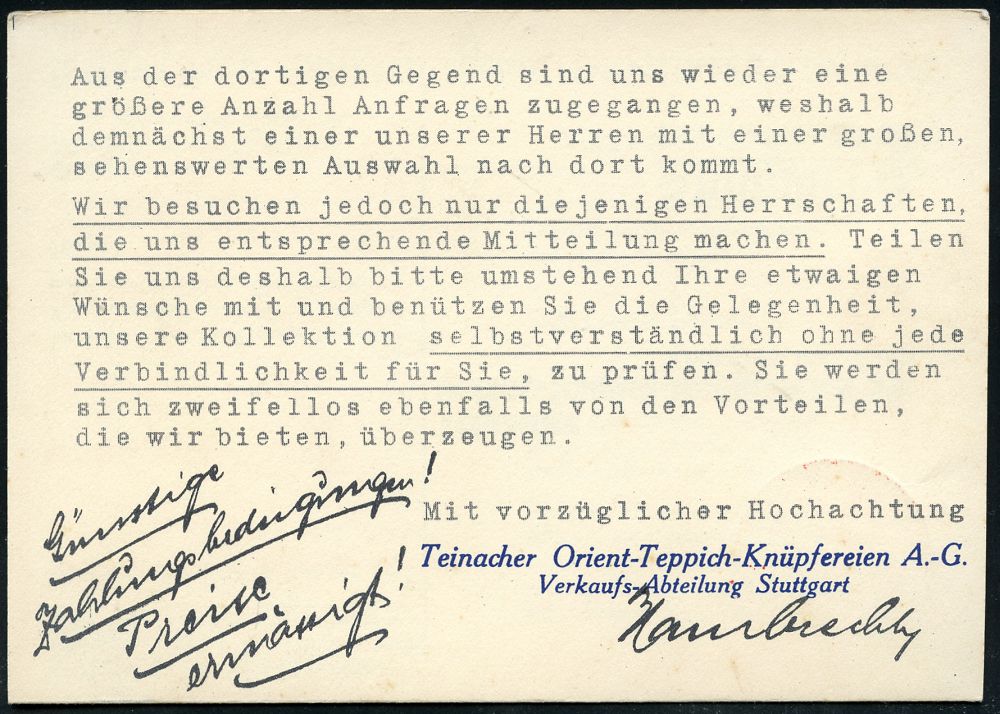 Aus der dortigen Gegend sind uns wieder eine
größere Anzahl Anfragen zugegangen, weshalb
demnächst einer unserer Herren mit einer großen,
sehenswerten Auswahl nach dort kommt.
Wir besuchen jedoch nur diejenigen Herrschaften,
die uns entsprechende Mitteilung machen. Teilen
Sie uns deshalb bitte umstehend Ihre etwaigen
Wünsche mit und benützen Sie die Gelegenheit,
unsere Kollektion selbstverständlich ohne jede
Verbindlichkeit für Sie, zu prüfen. Sie werden
sich zweifellos ebenfalls von den Vorteilen,
die wir bieten, überzeugen.
Günstige
Zahlungsbedingungen!
Preise
ermässigt!
Mit vorzüglicher Hochachtung
Teinacher Orient-Teppich-Knüpfereien A.-G.
Verkaufs-Abteilung Stuttgart